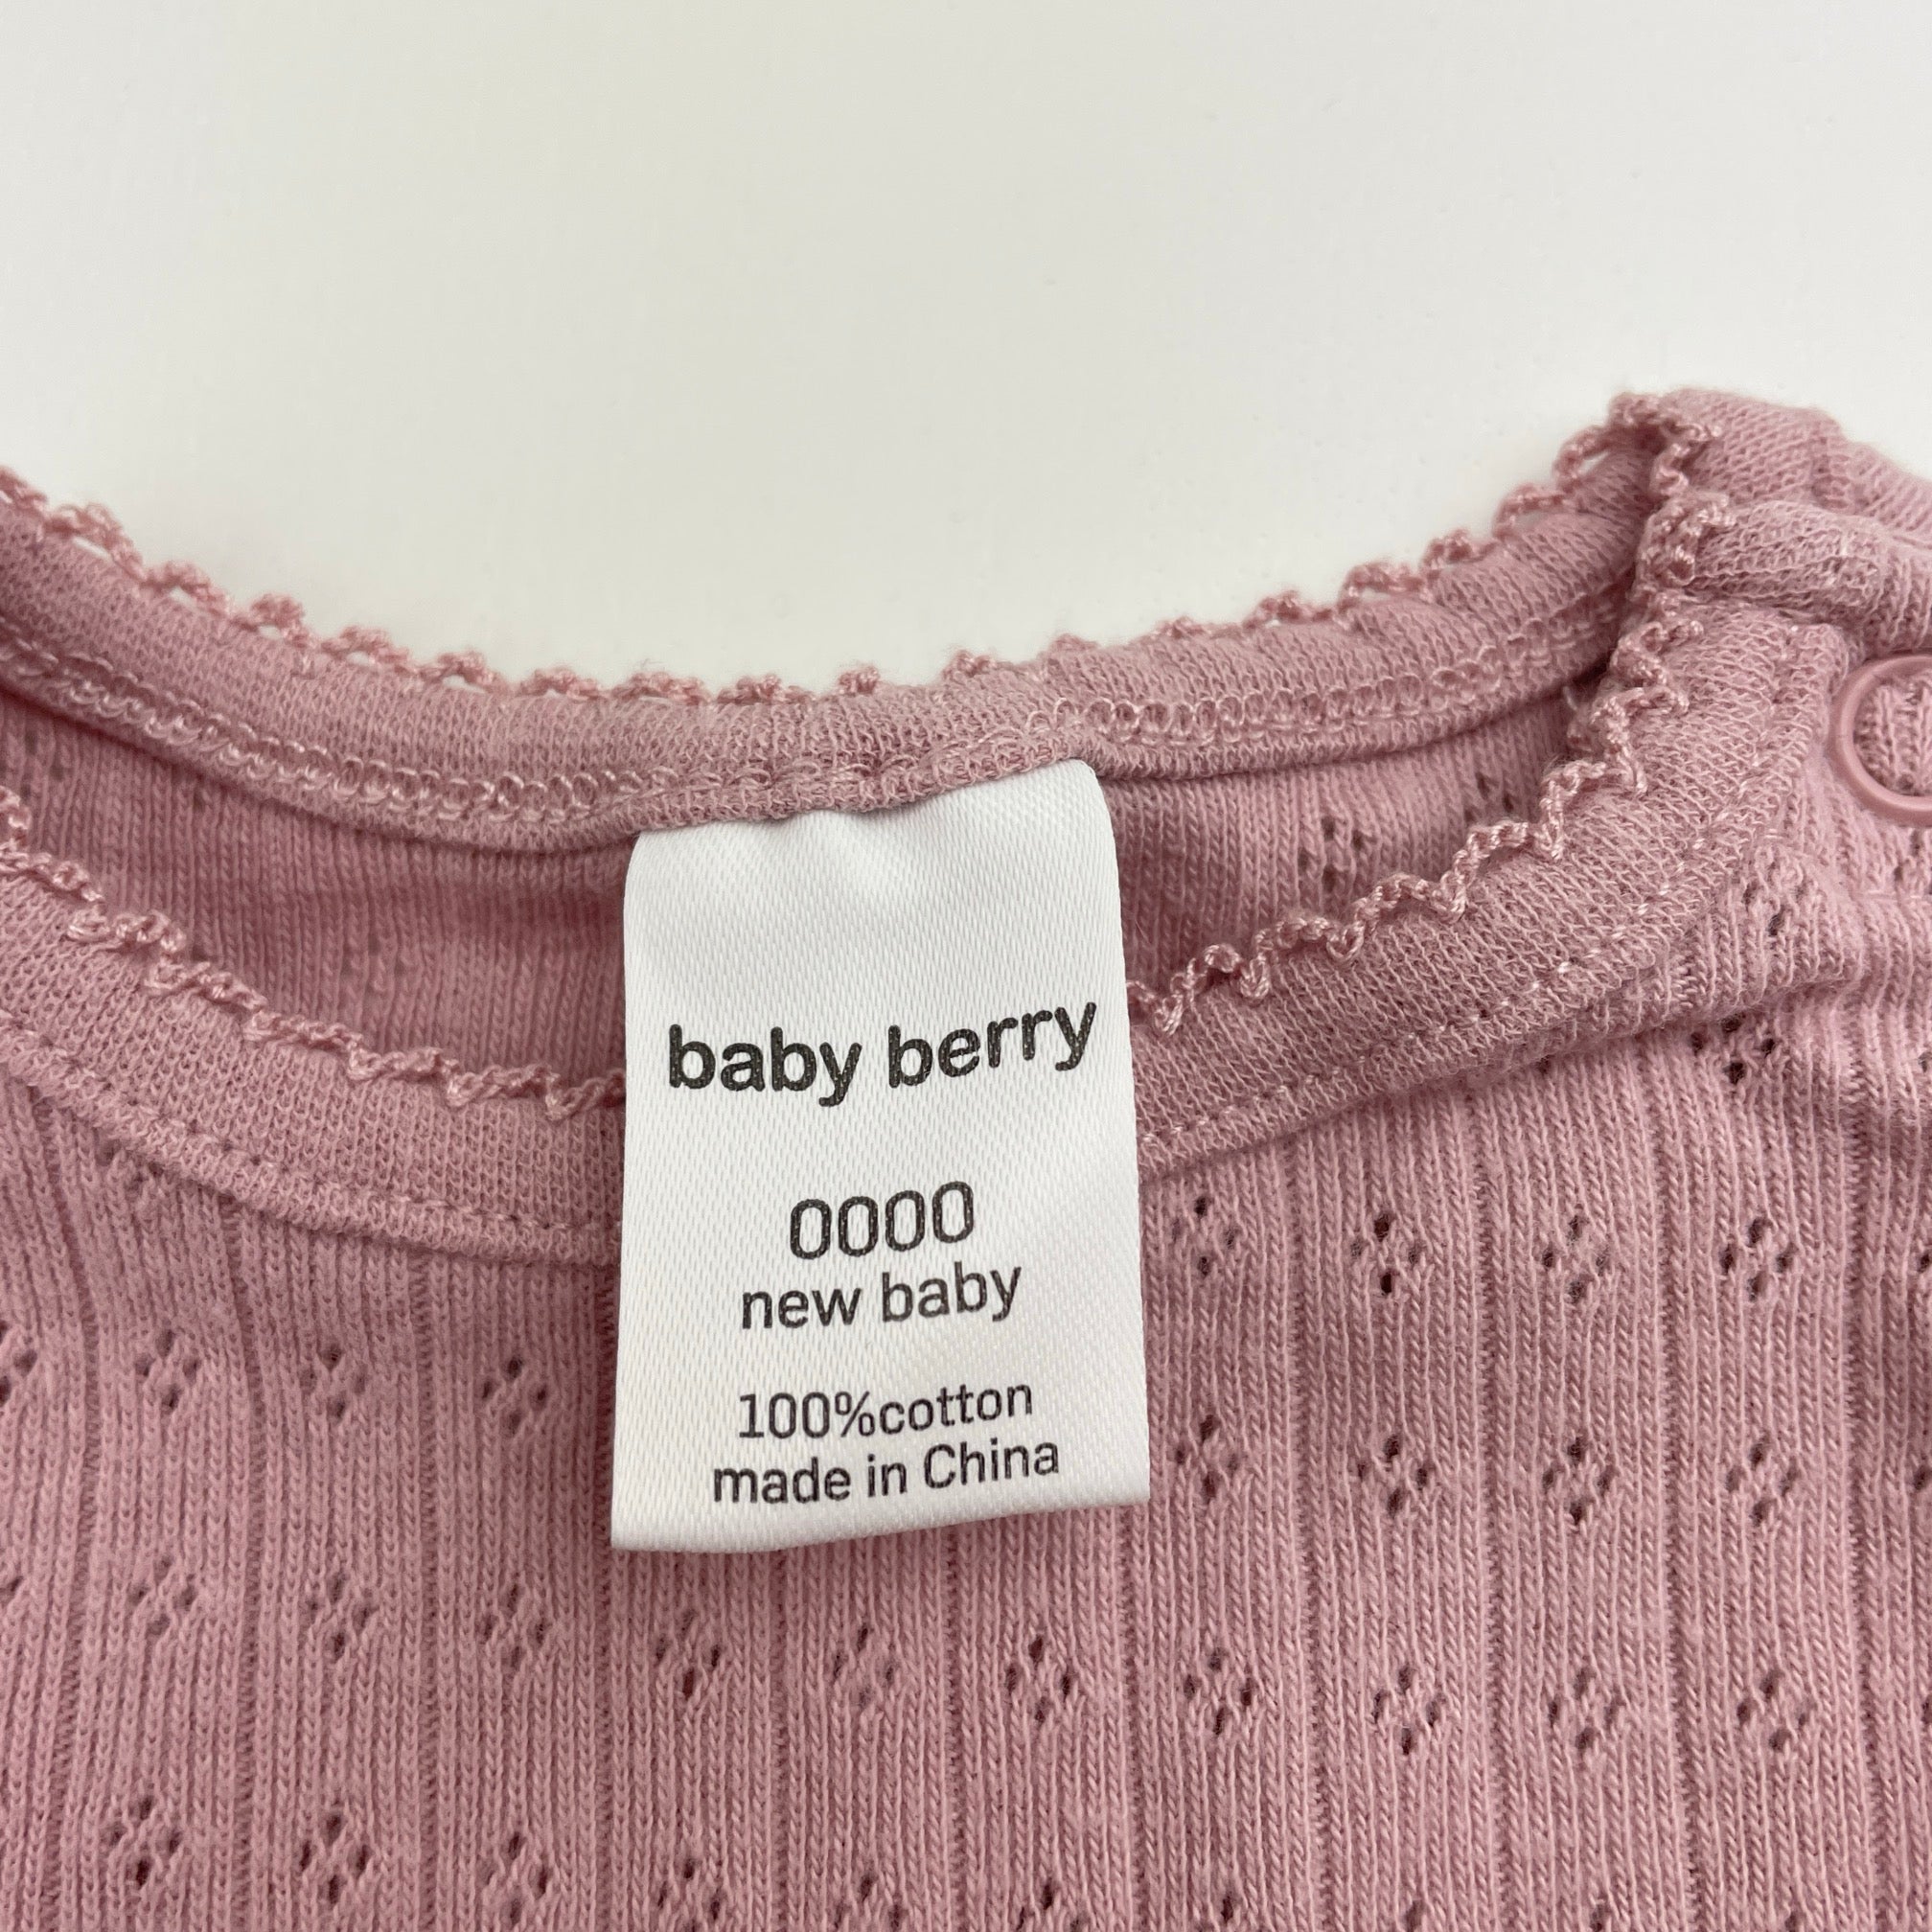 baby berry
0000
new baby
100%cotton
made in China